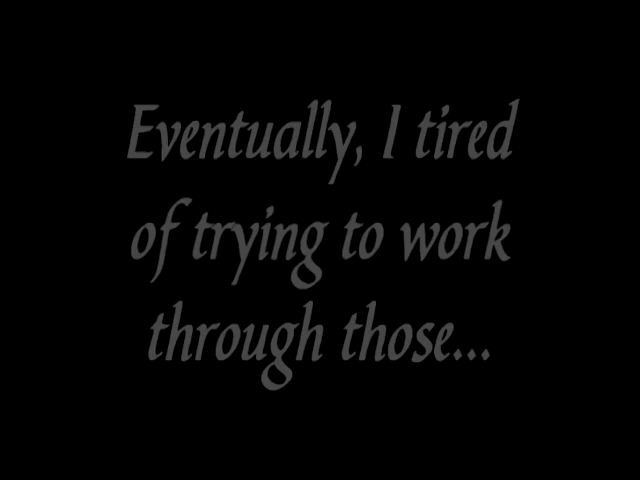 Eventually, I tired
of trying to work
through those...